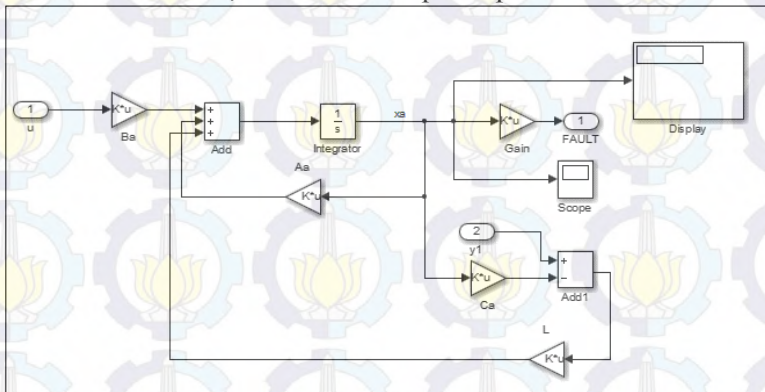 1
u
K*u
Ba
+
+
+
Add
1
s
Integrator
xa
K*u
Gain
1
FAULT
Display
Scope
Aa
K*u
2
y1
K*u
Ca
+
−
Add1
L
K*u